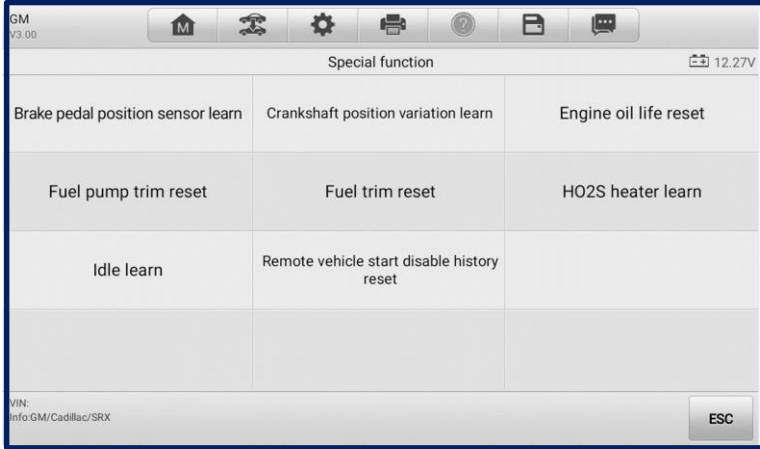 GM
V3.00
M
Special function
12.27V
Brake pedal position sensor learn
Crankshaft position variation learn
Engine oil life reset
Fuel pump trim reset
Fuel trim reset
HO2S heater learn
Idle learn
Remote vehicle start disable history
reset
VIN:
Info:GM/Cadillac/SRX
ESC